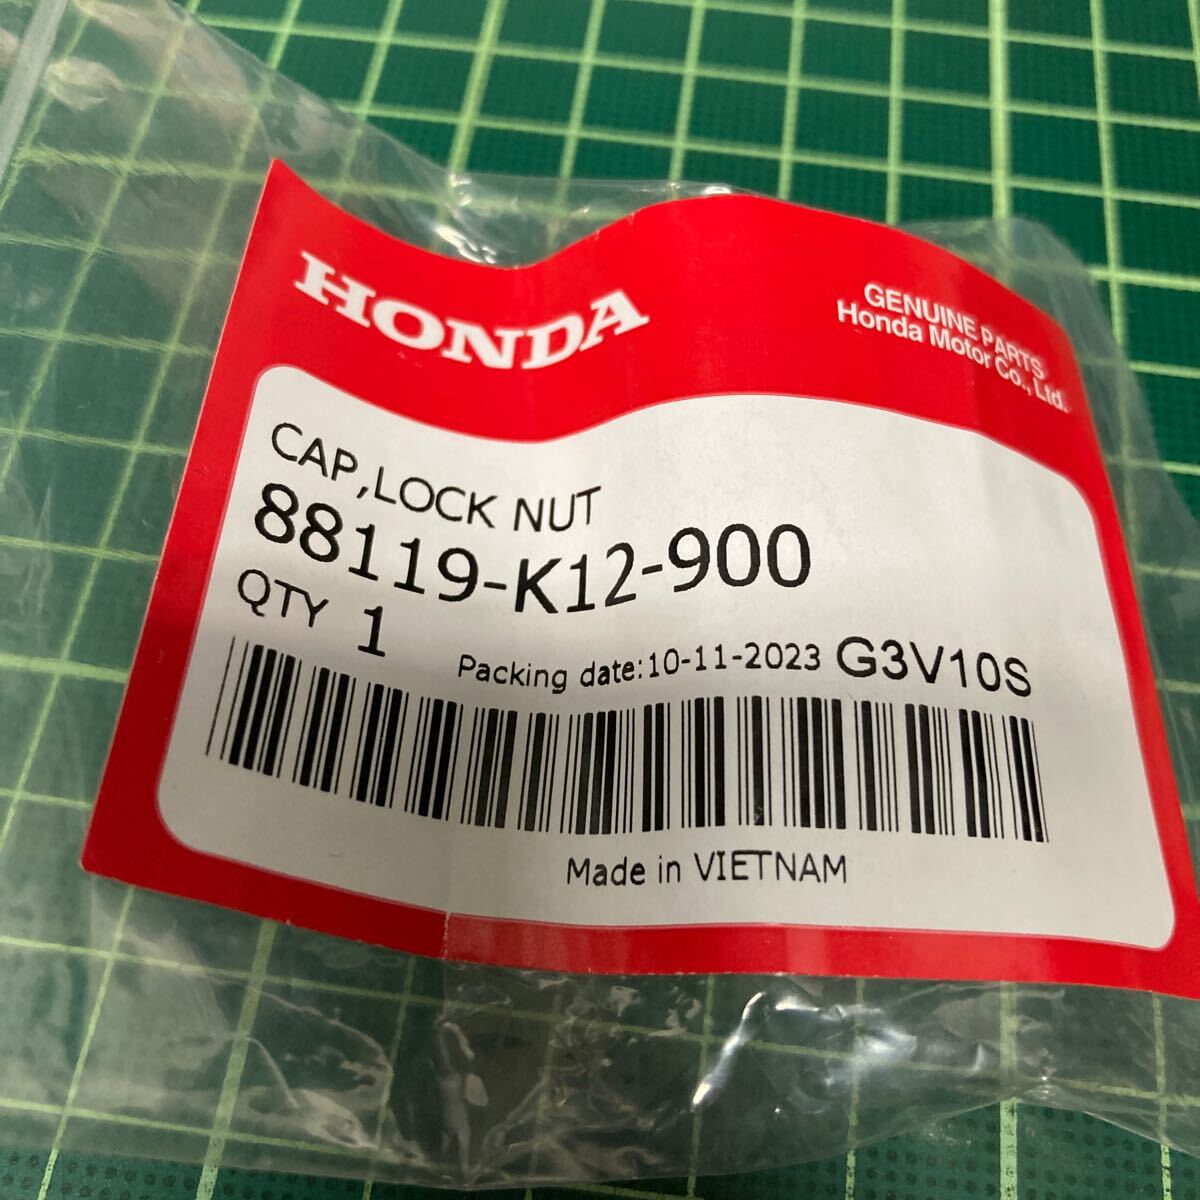 HONDA
GENUINE PARTS
Honda Motor Co., Ltd.
CAP,LOCK NUT
88119-K12-900
QTY 1
Packing date:10-11-2023 G3V10S
Made in VIETNAM